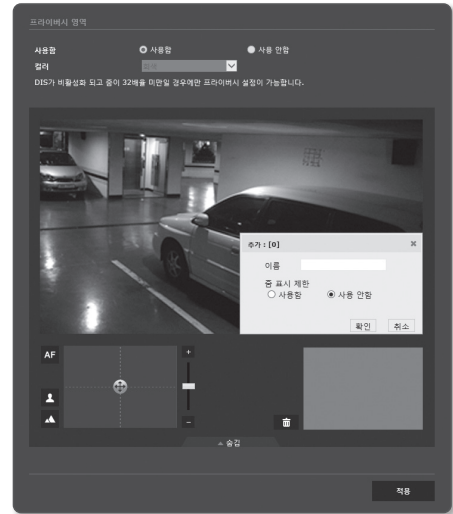 프라이버시 영역
사용함 사용함 사용 안함
컬러 회색
DIS가 비활성화 되고 줌이 32배율 미만일 경우에만 프라이버시 설정이 가능합니다.
추가 : [0]
이름
줌 표시 제한
사용함 사용 안함
확인 취소
AF
+
-
숨김
적용